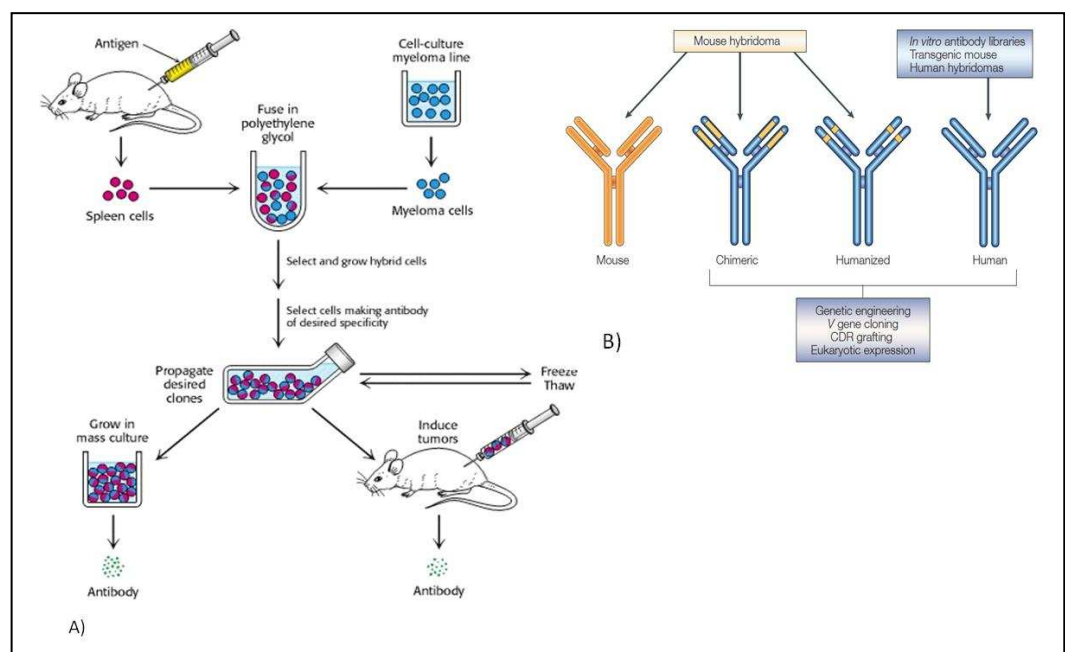 Antigen
Cell-culture
myeloma line
Fuse in
polyethylene
glycol
Spleen cells
Myeloma cells
Select and grow hybrid cells
Select cells making antibody
of desired specificity
Propagate
desired
clones
Freeze
Thaw
Grow in
mass culture
Induce
tumors
Antibody
Antibody
A)
Mouse hybridoma
In vitro antibody libraries
Transgenic mouse
Human hybridomas
Mouse
Chimeric
Humanized
Human
Genetic engineering
V gene cloning
CDR grafting
Eukaryotic expression
B)